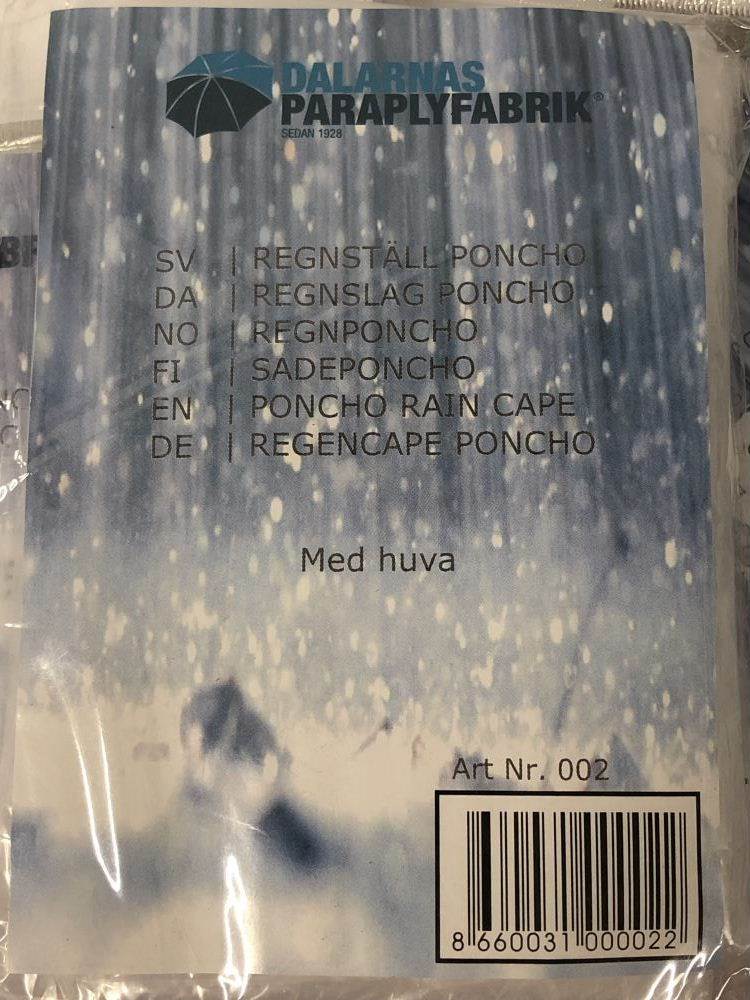 DALARNAS
PARAPLYFABRIK®
SEDAN 1928
SV | REGNSTÄLL PONCHO
DA | REGNSLAG PONCHO
NO | REGNPONCHO
FI | SADEPONCHO
EN | PONCHO RAIN CAPE
DE | REGENCAPE PONCHO
Med huva
Art Nr. 002
8 660031 000022